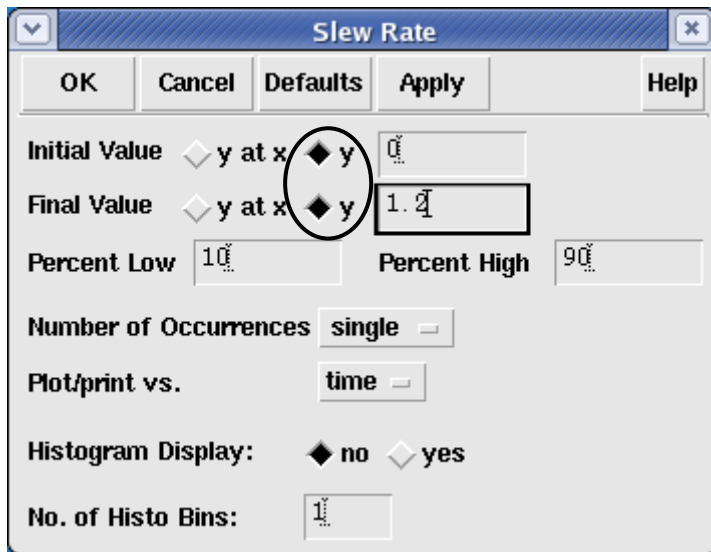 Slew Rate
OK Cancel Defaults Apply Help
Initial Value y at x y 0
Final Value y at x y 1.2
Percent Low 10 Percent High 90
Number of Occurrences single
Plot/print vs. time
Histogram Display: no yes
No. of Histo Bins: 1